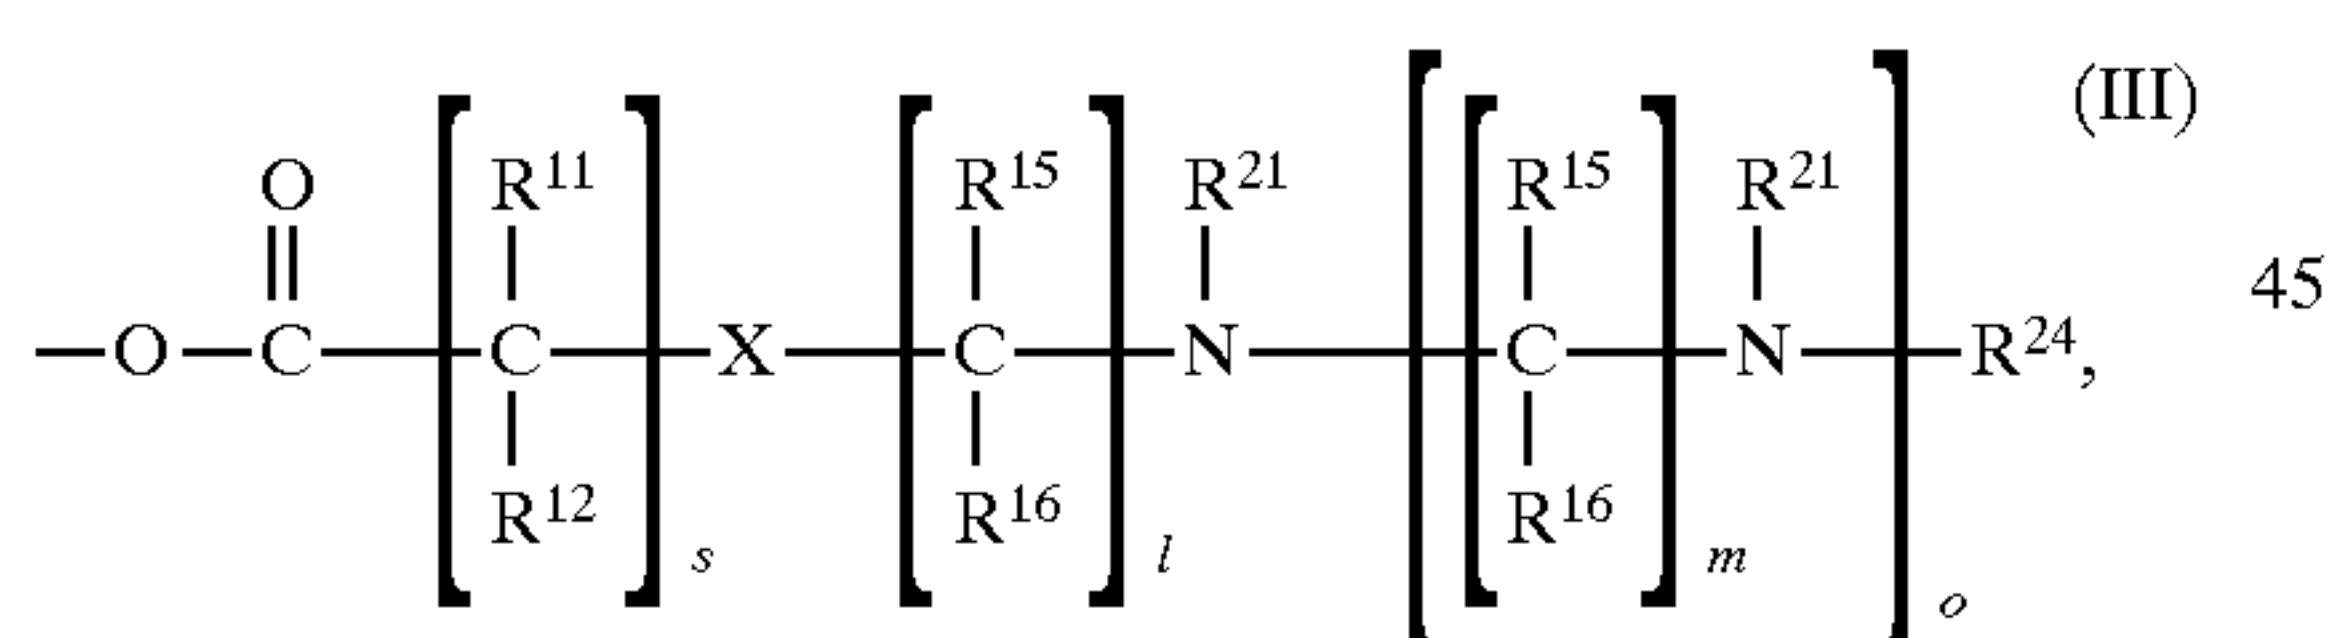 (III)
O R¹¹ R¹⁵ R²¹ R¹⁵ R²¹
45
—O—C—C—X—C—N—C—N—R²⁴,
R¹² R¹⁶ R¹⁶
s l m
o